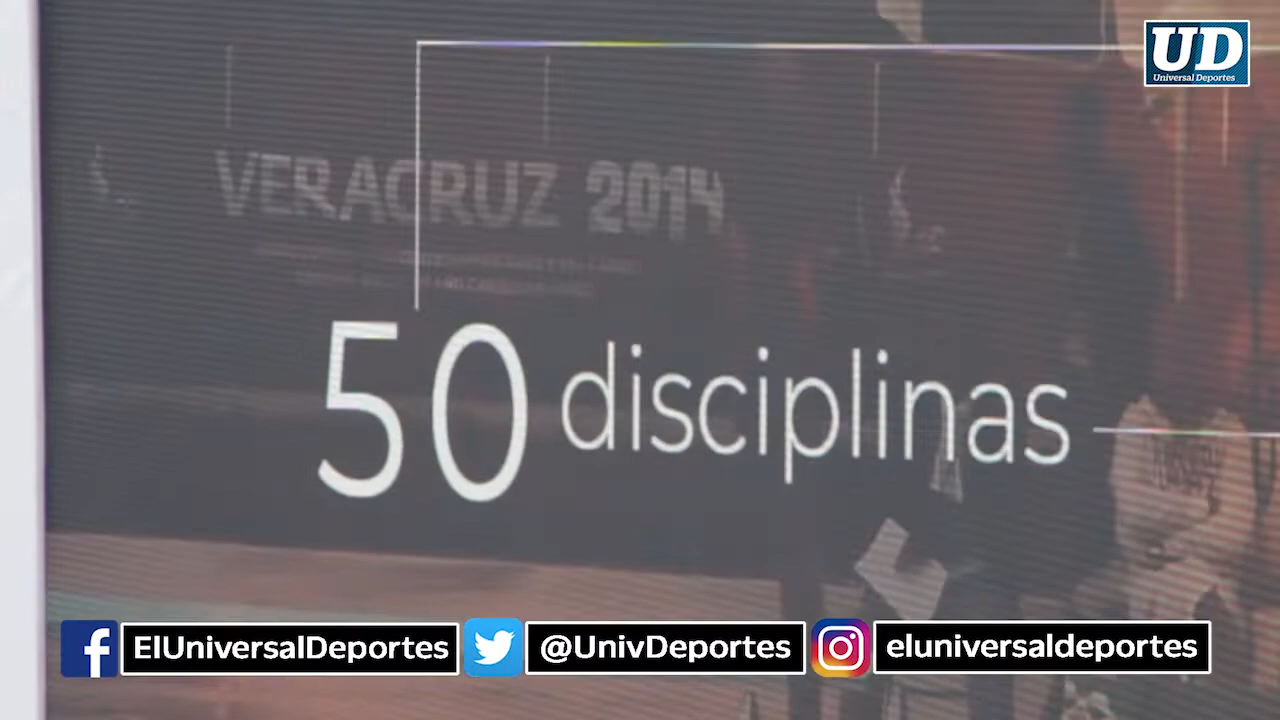 UD
Universal Deportes
VERACRUZ 2014
50 disciplinas
ElUniversalDeportes
@UnivDeportes
eluniversaldeportes